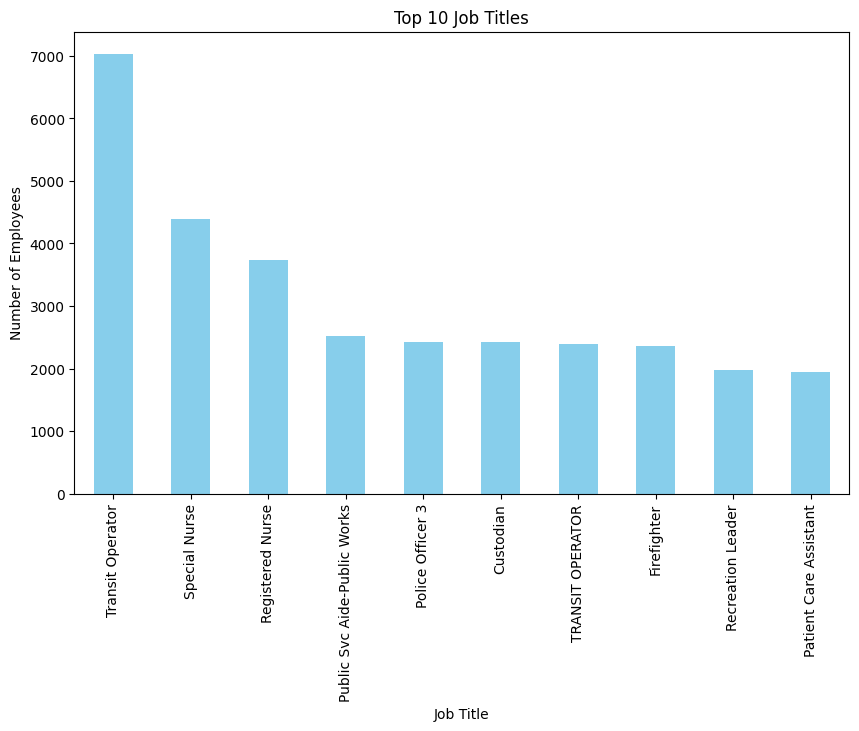 Top 10 Job Titles
Number of Employees
7000
6000
5000
4000
3000
2000
1000
0
Transit Operator
Special Nurse
Registered Nurse
Public Svc Aide-Public Works
Police Officer 3
Custodian
TRANSIT OPERATOR
Firefighter
Recreation Leader
Patient Care Assistant
Job Title